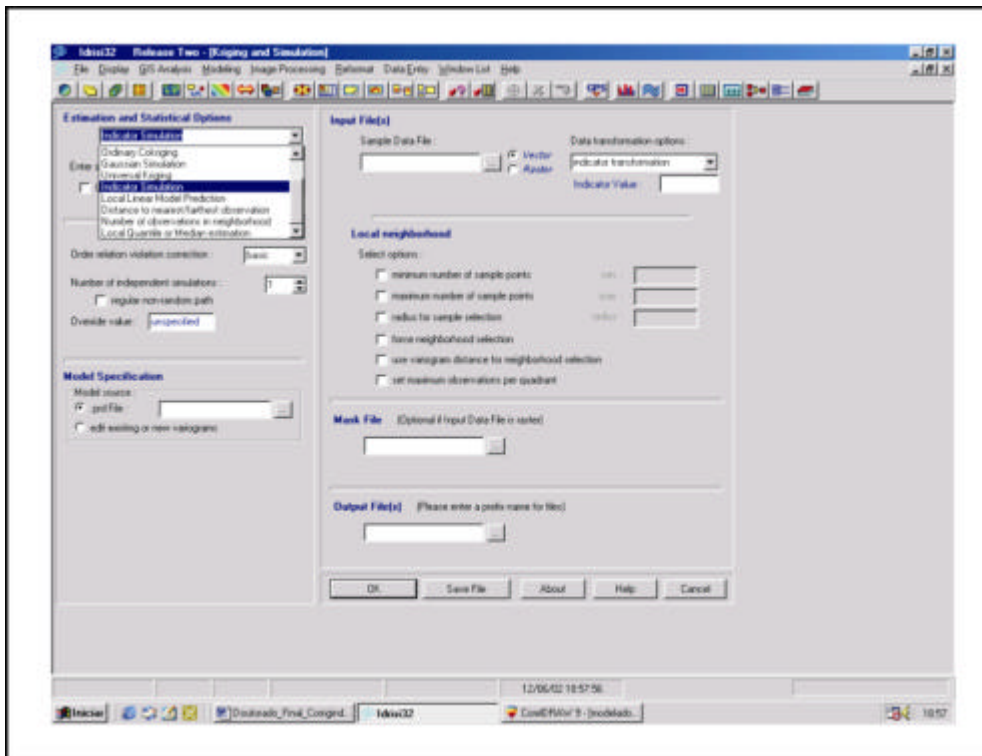 Idrisi32 Release Two - [Kriging and Simulation]
File Display GIS Analysis Modeling Image Processing Reformat Data Entry Window List Help
Estimation and Statistical Options
Indicator Simulation
Ordinary Cokriging
Gaussian Simulation
Universal Kriging
Indicator Simulation
Local Linear Model Prediction
Distance to nearest/farthest observation
Number of observations in neighborhood
Local Quantile or Median estimation
Enter
Order relation violation correction : basic
Number of independent simulations : 1
regular non-random path
Override value: unspecified
Model Specification
Model source :
.prd File :
edit existing or new variograms
Input File(s)
Sample Data File :
Vector
Raster
Data transformation options :
indicator transformation
Indicator Value
Local neighborhood
Select options :
minimum number of sample points
maximum number of sample points
radius for sample selection
radius
force neighborhood selection
use variogram distance for neighborhood selection
set maximum observations per quadrant
Mask File (Optional if Input Data File is raster)
Output File(s) (Please enter a prefix name for files)
OK Save File About Help Cancel
12/06/02 18:57:56
Iniciar Doutorado_Final_Corrigid... Idrisi32 CorelDRAW 9 - [modelado... 18:57